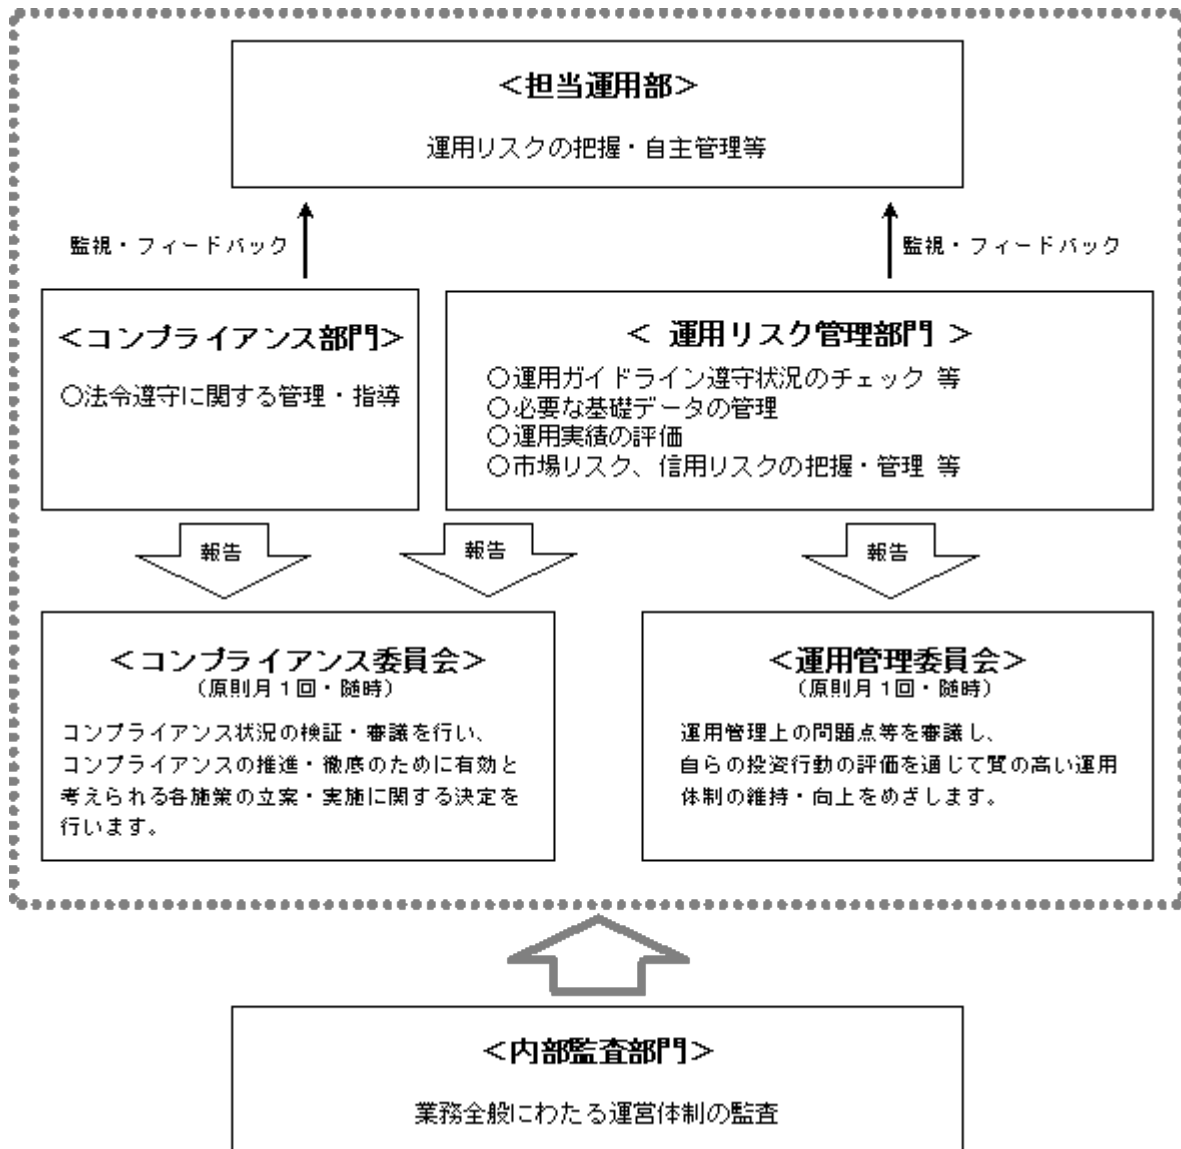 ＜担当運用部＞
運用リスクの把握・自主管理等
監視・フィードバック
監視・フィードバック
＜コンプライアンス部門＞
○法令遵守に関する管理・指導
＜ 運用リスク管理部門 ＞
○運用ガイドライン遵守状況のチェック 等
○必要な基礎データの管理
○運用実績の評価
○市場リスク、信用リスクの把握・管理 等
報告
報告
報告
＜コンプライアンス委員会＞
（原則月１回・随時）
コンプライアンス状況の検証・審議を行い、
コンプライアンスの推進・徹底のために有効と
考えられる各施策の立案・実施に関する決定を
行います。
＜運用管理委員会＞
（原則月１回・随時）
運用管理上の問題点等を審議し、
自らの投資行動の評価を通じて質の高い運用
体制の維持・向上をめざします。
＜内部監査部門＞
業務全般にわたる運営体制の監査